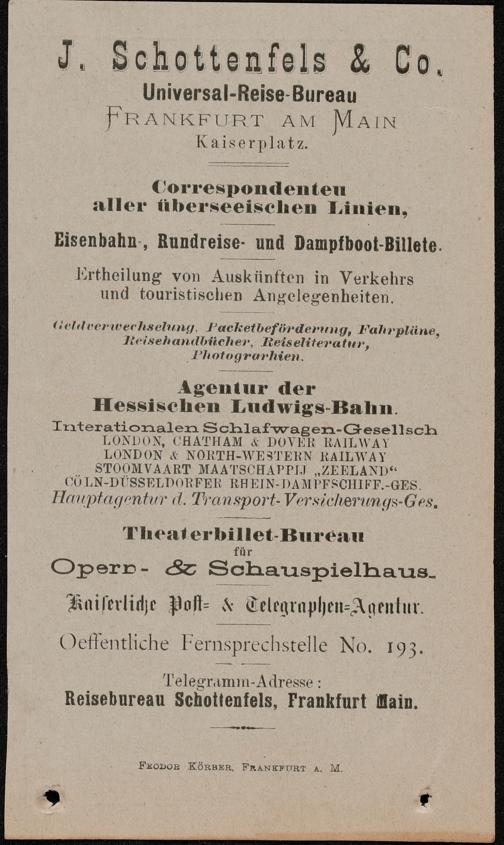 J. Schottenfels & Co.
Universal-Reise-Bureau
FRANKFURT AM MAIN
Kaiserplatz.
Correspondenten
aller überseeischen Linien,
Eisenbahn-, Rundreise- und Dampfboot-Billete.
Ertheilung von Auskünften in Verkehrs
und touristischen Angelegenheiten.
Geldverwechselung, Packetbeförderung, Fahrpläne,
Reisehandbücher, Reiseliteratur,
Photograrhien.
Agentur der
Hessischen Ludwigs-Bahn.
Interationalen Schlafwagen-Gesellsch
LONDON, CHATHAM & DOVER RAILWAY
LONDON & NORTH-WESTERN RAILWAY
STOOMVAART MAATSCHAPPIJ „ZEELAND“
CÖLN-DÜSSELDORFER RHEIN-DAMPFSCHIFF.-GES.
Hauptagentur d. Transport-Versicherungs-Ges.
Theaterbillet-Bureau
für
Opern- & Schauspielhaus.
Kaiserliche Post- & Telegraphen-Agentur.
Oeffentliche Fernsprechstelle No. 193.
Telegramm-Adresse:
Reisebureau Schottenfels, Frankfurt Main.
FEODOR KÖRBER, FRANKFURT A. M.